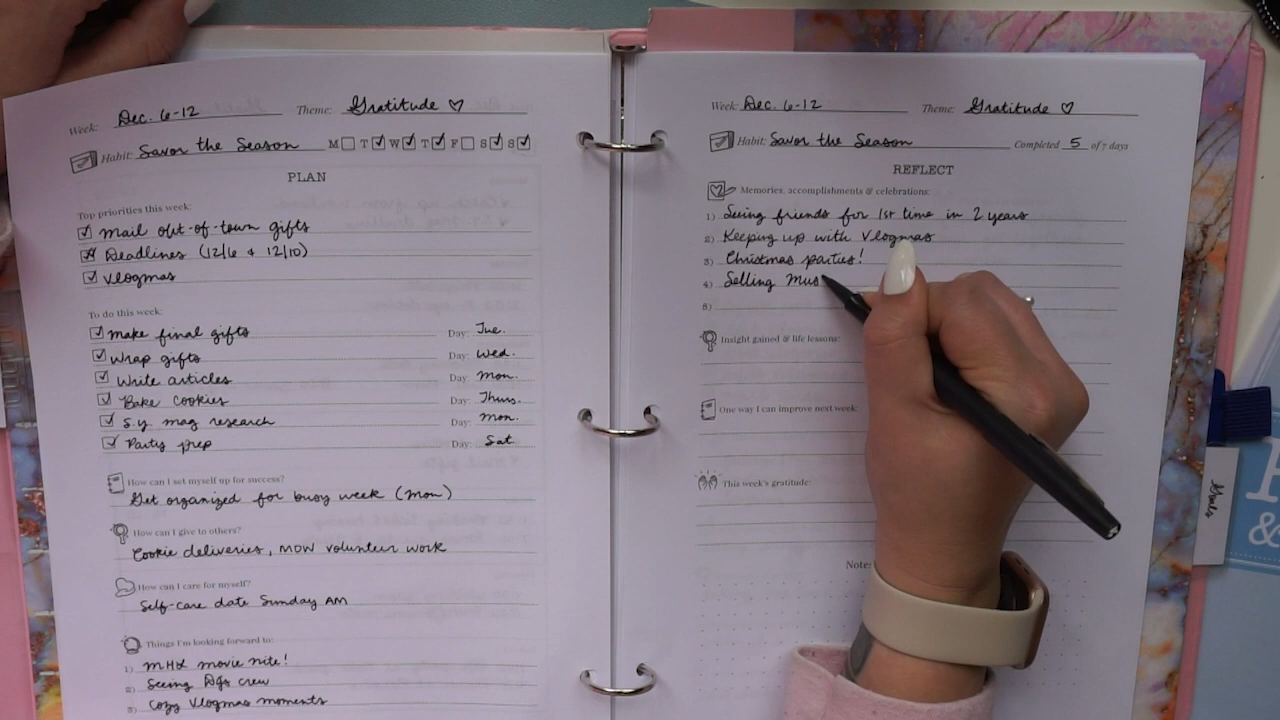 Week: Dec. 6-12 Theme: Gratitude ♡
Habit: Savor the Season M T W T F S S
PLAN
Top priorities this week:
Mail out-of-town gifts
Deadlines (12/6 & 12/10)
Vlogmas
To do this week:
Make final gifts Day: Tue.
Wrap gifts Day: Wed.
Write articles Day: Mon.
Bake cookies Day: Thurs.
S.y. mag research Day: Mon.
Party prep Day: Sat.
How can I set myself up for success?
Get organized for busy week (Mon)
How can I give to others?
Cookie deliveries, MOW volunteer work
How can I care for myself?
Self-care date Sunday AM
Things I'm looking forward to:
1) movie nite!
2) Seeing crew
3) Cozy Vlogmas moments
Week: Dec. 6-12 Theme: Gratitude ♡
Habit: Savor the Season Completed 5 of 7 days
REFLECT
Memories, accomplishments & celebrations:
1) Seeing friends for 1st time in 2 years
2) Keeping up with Vlogmas
3) Christmas parties!
4) Selling Mus
5)
Insight gained & life lessons:
One way I can improve next week:
This week's gratitude:
Note
Goals
&